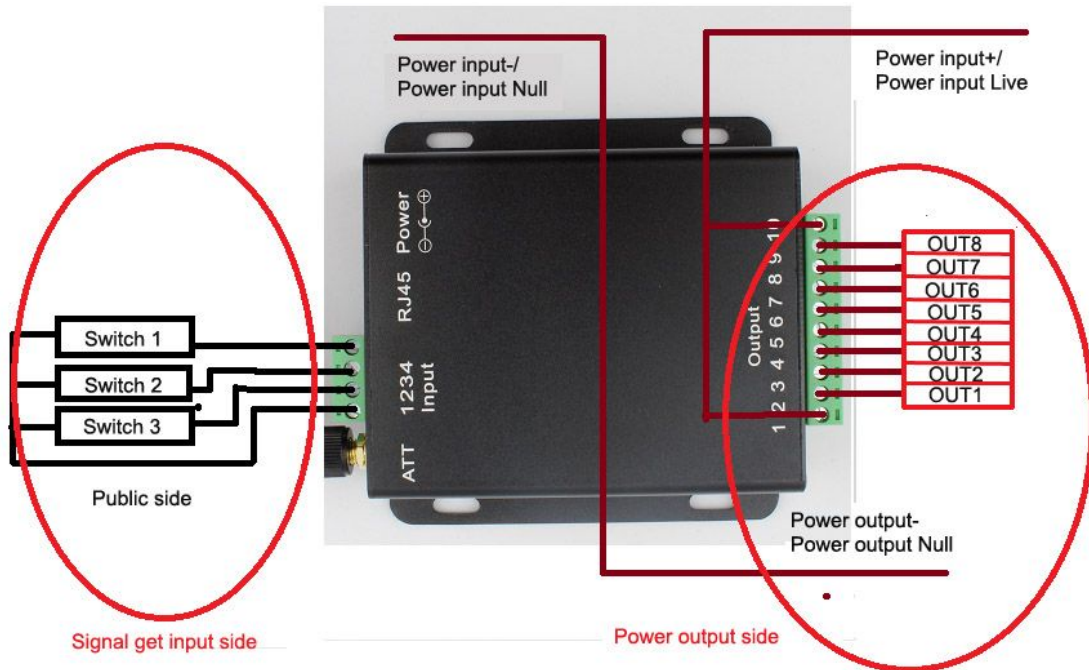 Power input-/
Power input Null
Power input+/
Power input Live
Power
RJ45
1234
Input
ATT
Output
1 2 3 4 5 6 7 8 9 10
OUT8
OUT7
OUT6
OUT5
OUT4
OUT3
OUT2
OUT1
Switch 1
Switch 2
Switch 3
Public side
Power output-
Power output Null
Signal get input side
Power output side